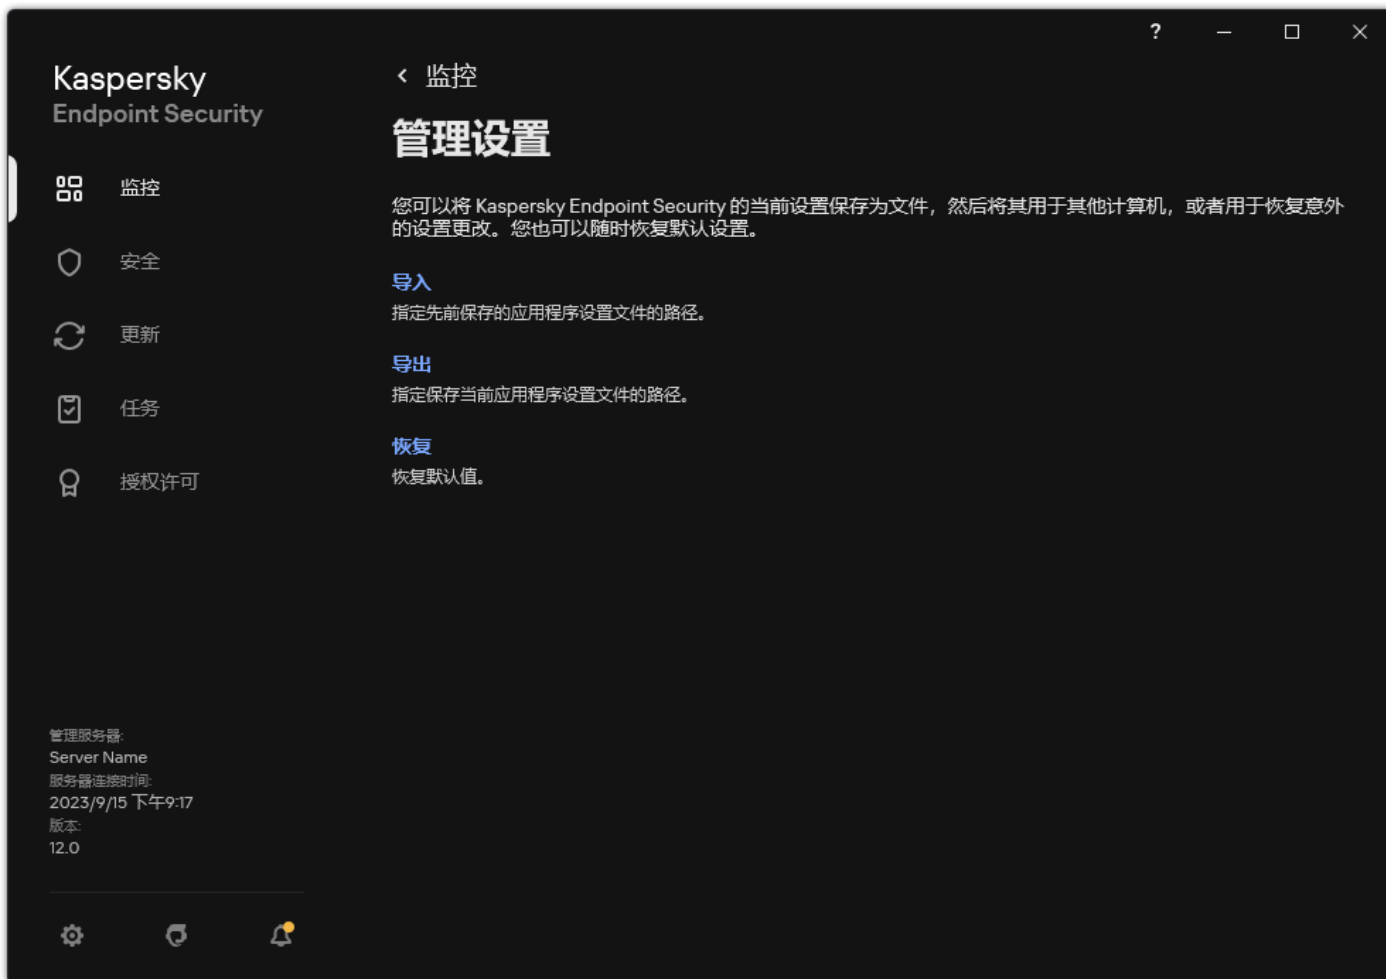 ?
Kaspersky
Endpoint Security
监控
安全
更新
任务
授权许可
管理服务器:
Server Name
服务器连接时间:
2023/9/15 下午9:17
版本:
12.0
监控
管理设置
您可以将 Kaspersky Endpoint Security 的当前设置保存为文件，然后将其用于其他计算机，或者用于恢复意外
的设置更改。您也可以随时恢复默认设置。
导入
指定先前保存的应用程序设置文件的路径。
导出
指定保存当前应用程序设置文件的路径。
恢复
恢复默认值。